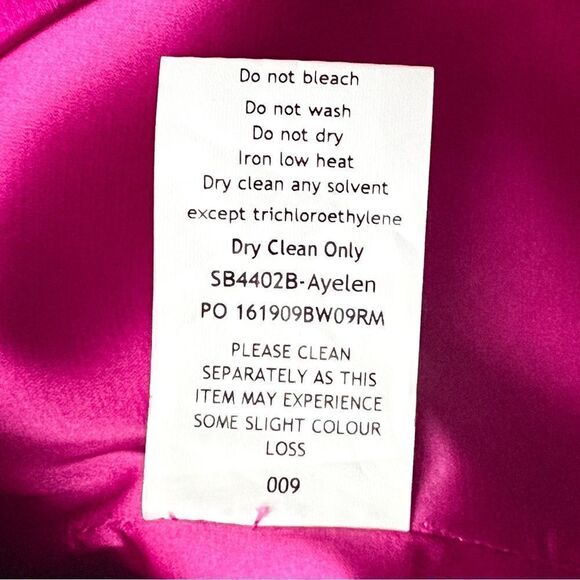 Do not bleach
Do not wash
Do not dry
Iron low heat
Dry clean any solvent
except trichloroethylene
Dry Clean Only
SB4402B-Ayelen
PO 161909BW09RM
PLEASE CLEAN
SEPARATELY AS THIS
ITEM MAY EXPERIENCE
SOME SLIGHT COLOUR
LOSS
009